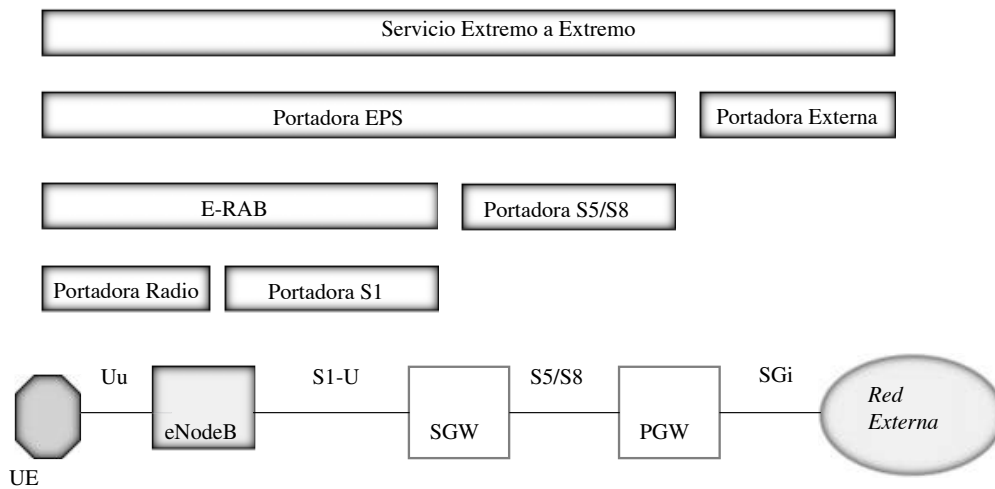 Servicio Extremo a Extremo
Portadora EPS
Portadora Externa
E-RAB
Portadora S5/S8
Portadora Radio
Portadora S1
Uu
S1-U
S5/S8
SGi
eNodeB
SGW
PGW
Red
Externa
UE